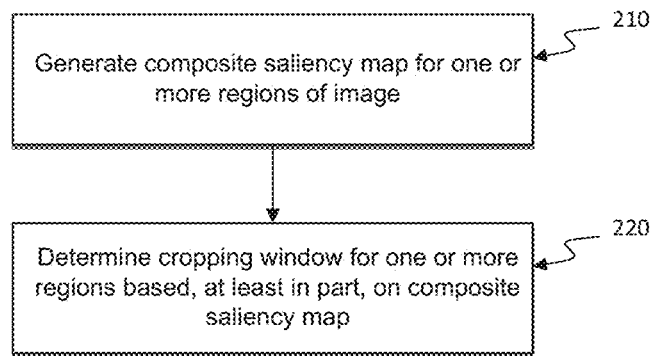 210
Generate composite saliency map for one or
more regions of image
220
Determine cropping window for one or more
regions based, at least in part, on composite
saliency map